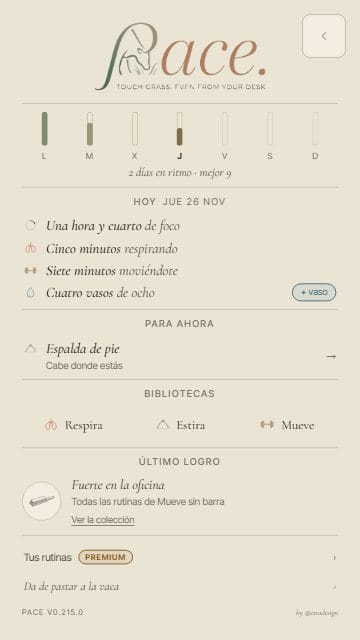 Pace.
TOUCH GRASS, EVEN FROM YOUR DESK
L M X J V S D
2 días en ritmo · mejor 9
HOY JUE 26 NOV
Una hora y cuarto de foco
Cinco minutos respirando
Siete minutos moviéndote
Cuatro vasos de ocho
+ vaso
PARA AHORA
Espalda de pie
Cabe donde estás
BIBLIOTECAS
Respira Estira Mueve
ÚLTIMO LOGRO
Fuerte en la oficina
Todas las rutinas de Mueve sin barra
Ver la colección
Tus rutinas PREMIUM
Da de pastar a la vaca
PACE V0.215.0
by @zaradesign